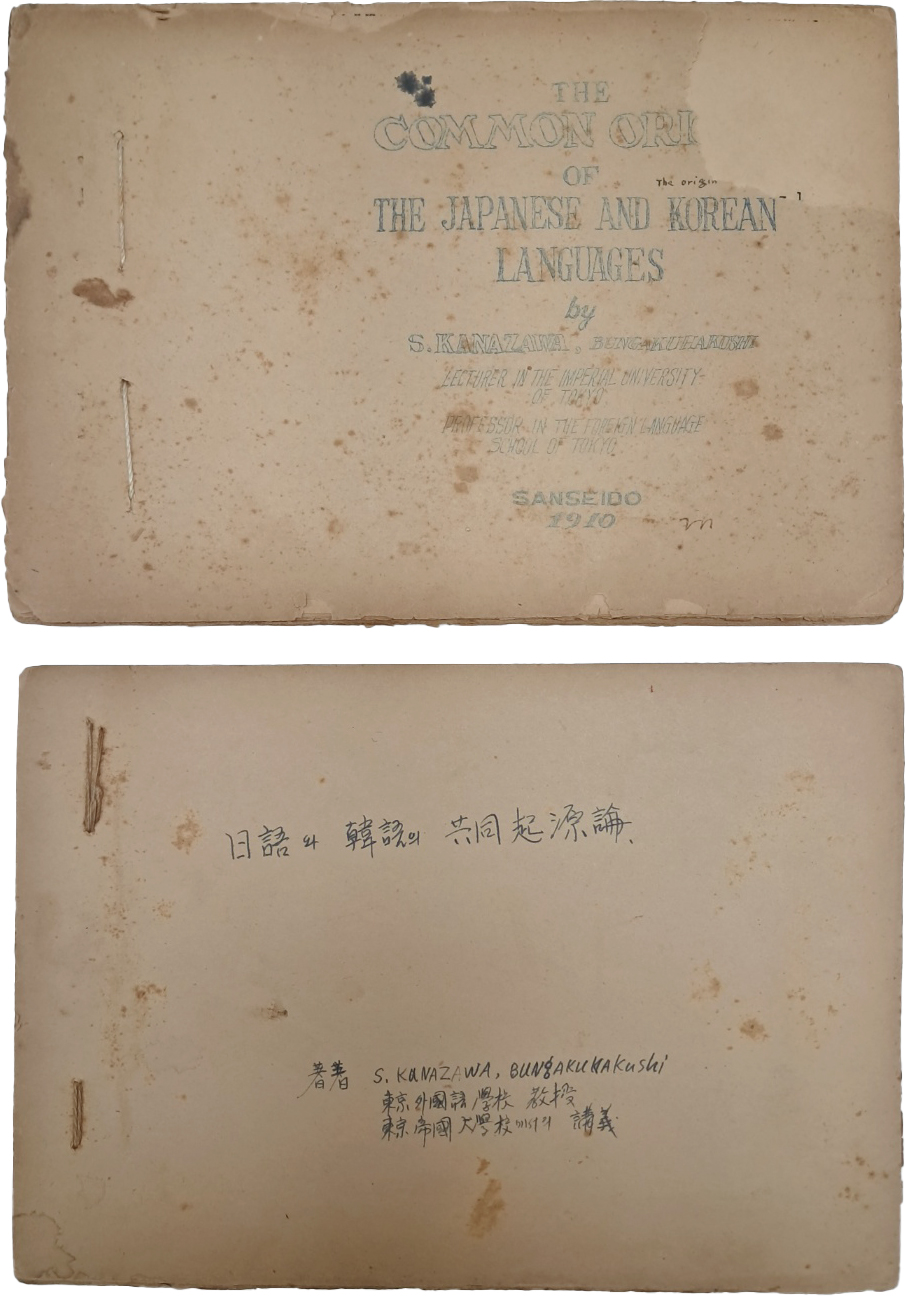 THE
COMMON ORI
OF
The origin
THE JAPANESE AND KOREAN
LANGUAGES
by
S. KANAZAWA, BUNGAKUHAKUSHI
LECTURER IN THE IMPERIAL UNIVERSITY
OF TOKYO.
PROFESSOR IN THE FOREIGN LANGUAGE
SCHOOL OF TOKYO.
SANSEIDO
1910
日語와 韓語의 共同起源論.
S. KANAZAWA, BUNGAKUHAKUSHI
東京外國語學校 敎授
東京帝國大學校에서의 講義